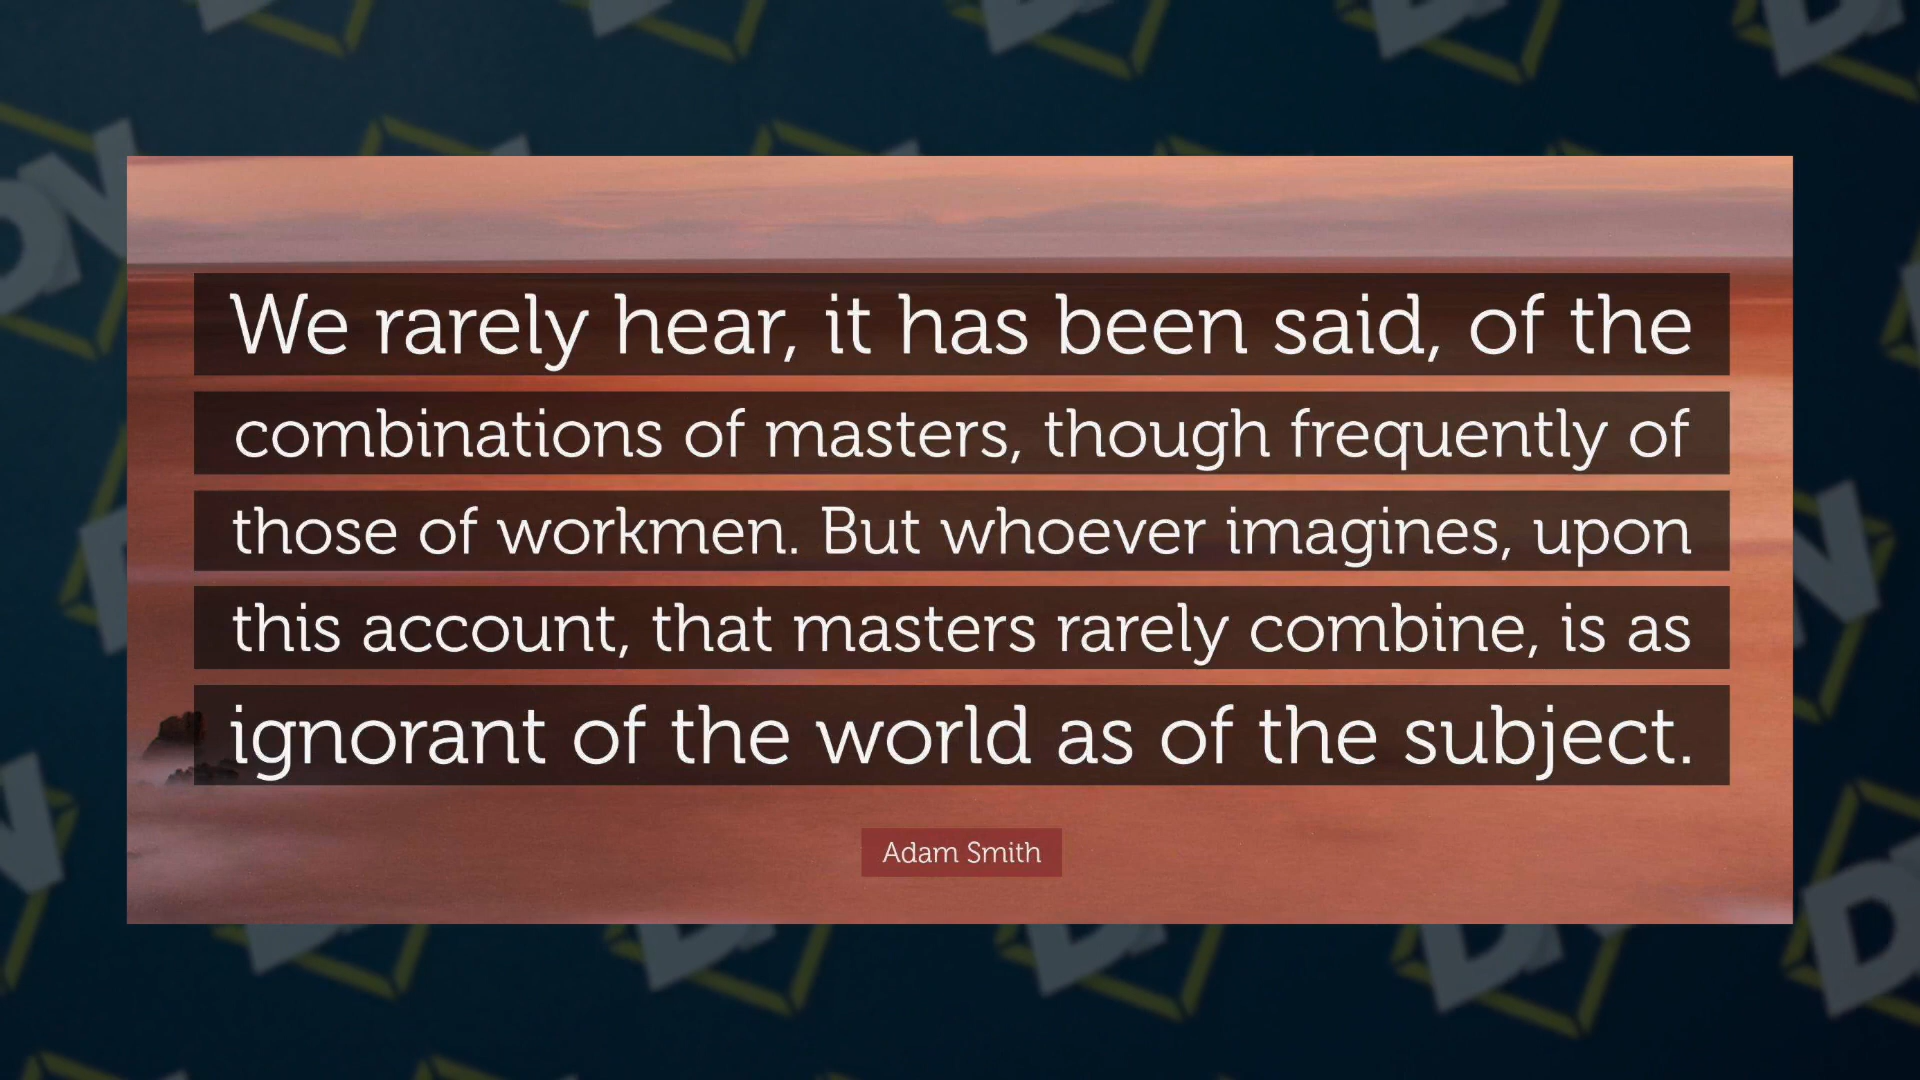 We rarely hear, it has been said, of the
combinations of masters, though frequently of
those of workmen. But whoever imagines, upon
this account, that masters rarely combine, is as
ignorant of the world as of the subject.
Adam Smith